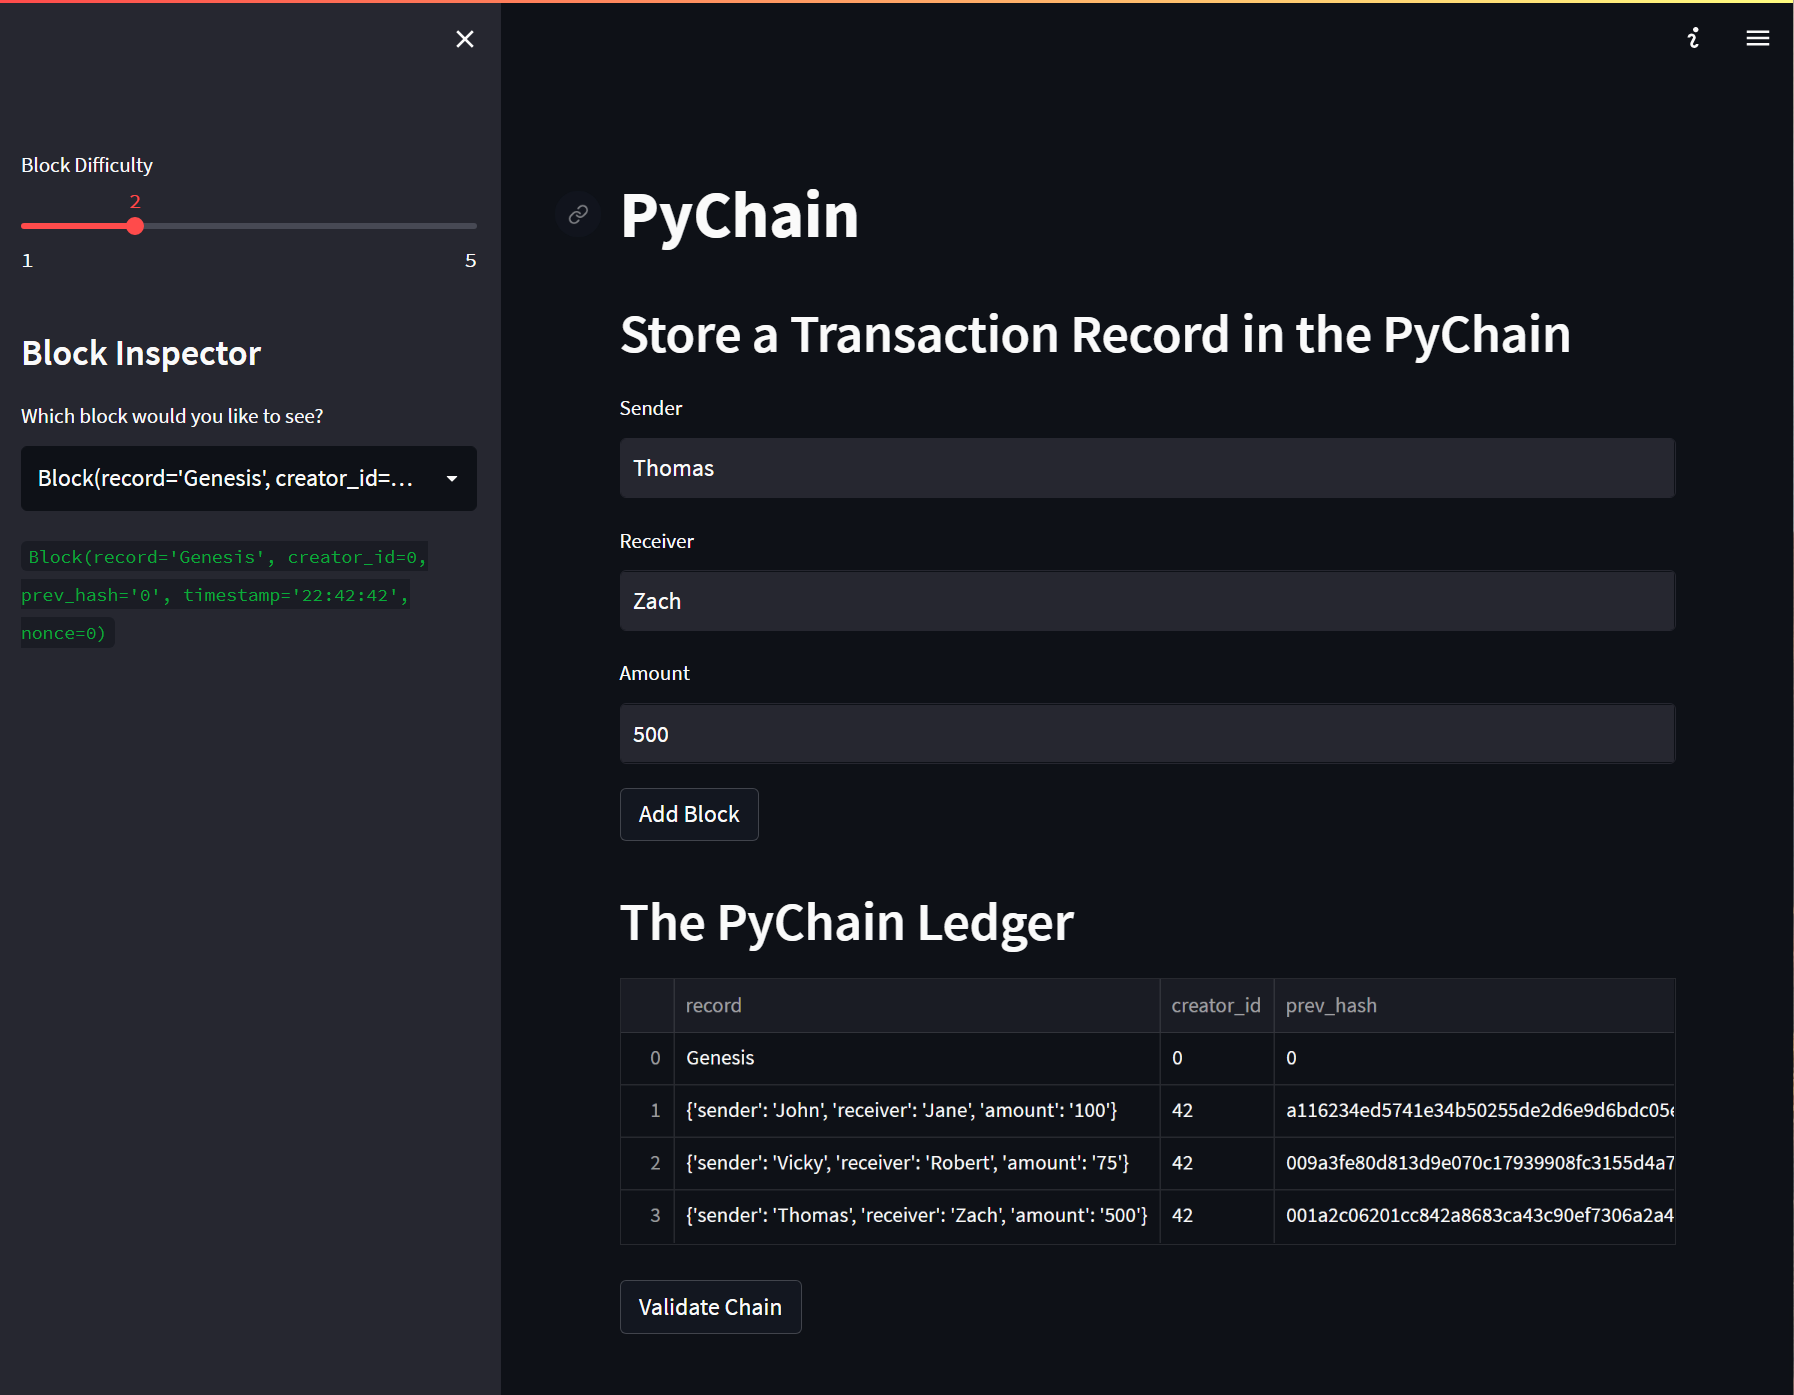 Block Difficulty
2
1
5
Block Inspector
Which block would you like to see?
Block(record='Genesis', creator_id=...
Block(record='Genesis', creator_id=0,
prev_hash='0', timestamp='22:42:42',
nonce=0)
PyChain
Store a Transaction Record in the PyChain
Sender
Thomas
Receiver
Zach
Amount
500
Add Block
The PyChain Ledger
record creator_id prev_hash
0 Genesis 0 0
1 {'sender': 'John', 'receiver': 'Jane', 'amount': '100'} 42 a116234ed5741e34b50255de2d6e9d6bdc05e
2 {'sender': 'Vicky', 'receiver': 'Robert', 'amount': '75'} 42 009a3fe80d813d9e070c17939908fc3155d4a7
3 {'sender': 'Thomas', 'receiver': 'Zach', 'amount': '500'} 42 001a2c06201cc842a8683ca43c90ef7306a2a4
Validate Chain